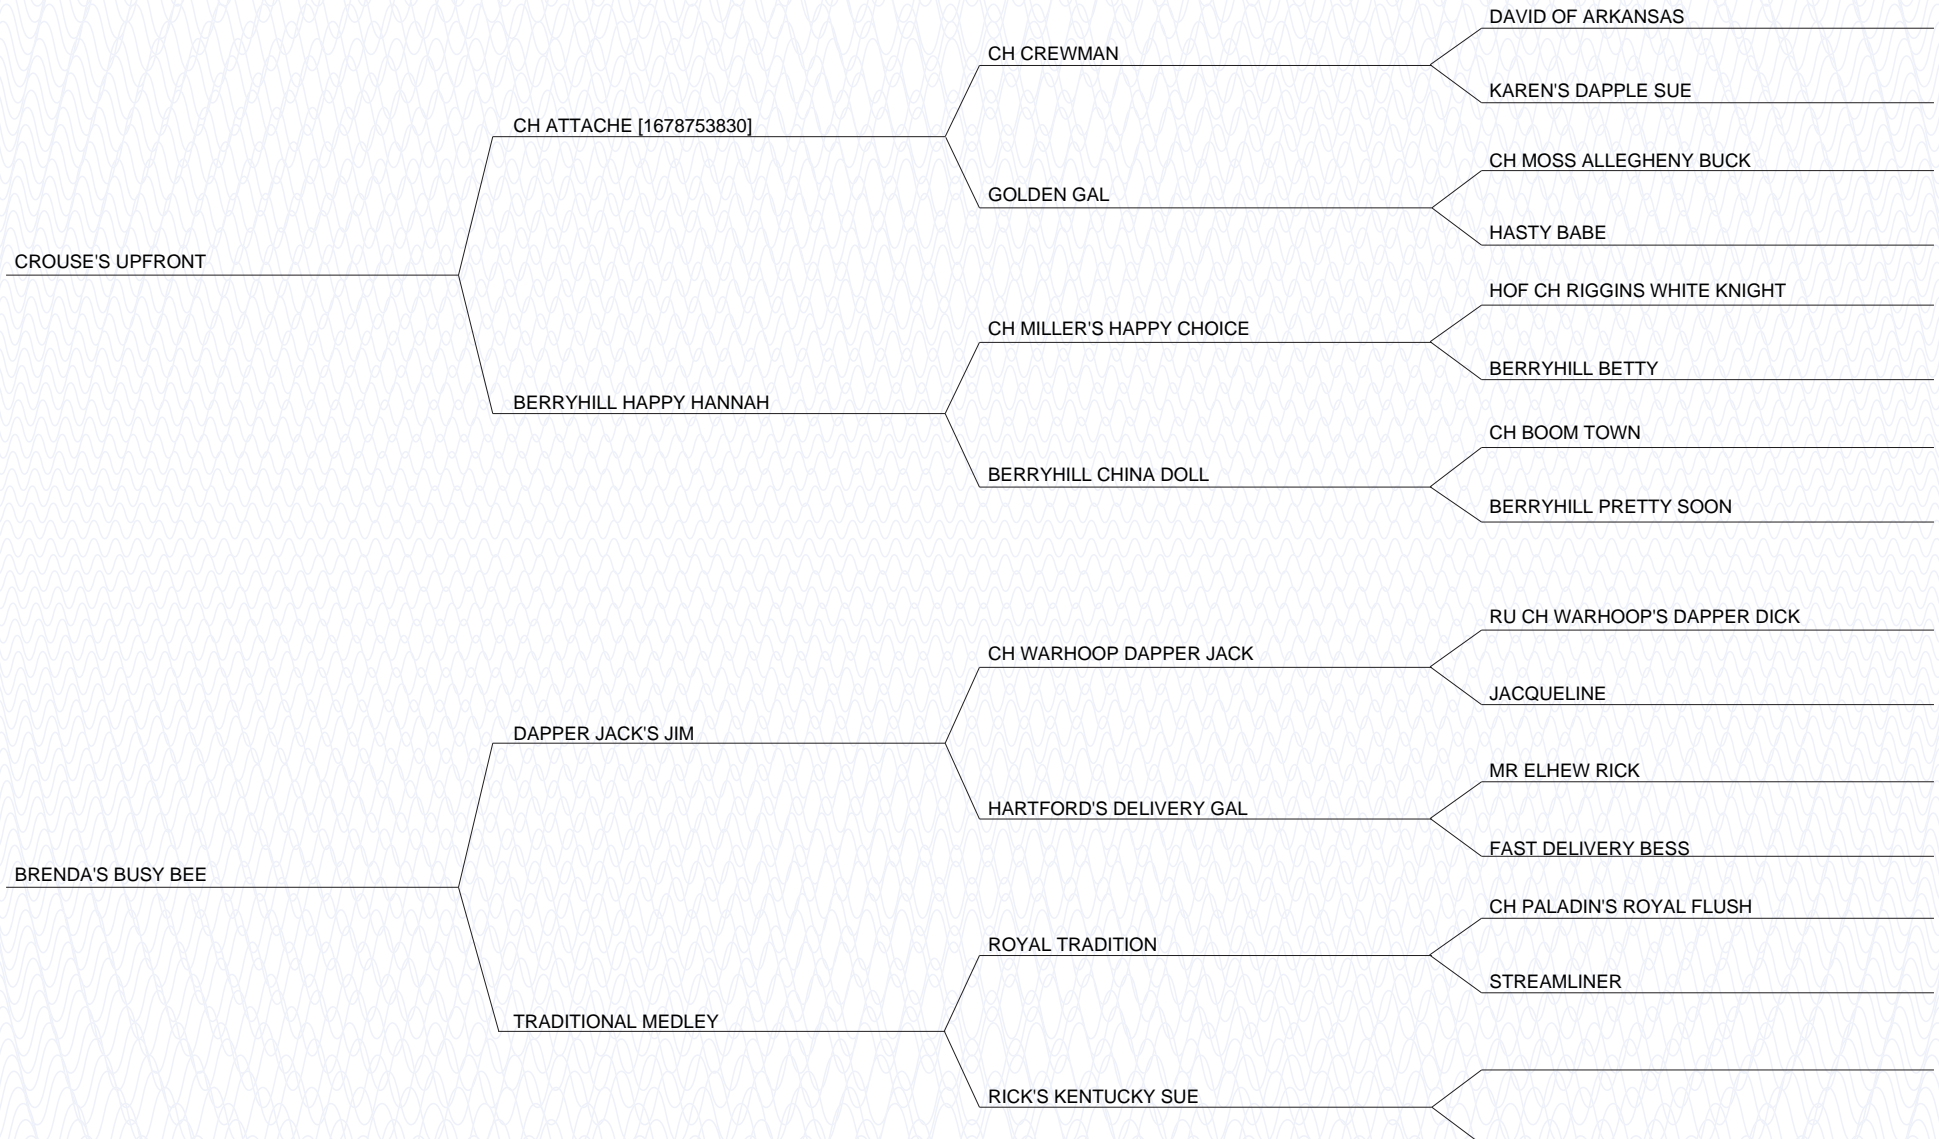 DAVID OF ARKANSAS
CH CREWMAN
KAREN'S DAPPLE SUE
CH ATTACHE [1678753830]
CH MOSS ALLEGHENY BUCK
GOLDEN GAL
HASTY BABE
CROUSE'S UPFRONT
HOF CH RIGGINS WHITE KNIGHT
CH MILLER'S HAPPY CHOICE
BERRYHILL BETTY
BERRYHILL HAPPY HANNAH
CH BOOM TOWN
BERRYHILL CHINA DOLL
BERRYHILL PRETTY SOON
RU CH WARHOOP'S DAPPER DICK
CH WARHOOP DAPPER JACK
JACQUELINE
DAPPER JACK'S JIM
MR ELHEW RICK
HARTFORD'S DELIVERY GAL
FAST DELIVERY BESS
BRENDA'S BUSY BEE
CH PALADIN'S ROYAL FLUSH
ROYAL TRADITION
STREAMLINER
TRADITIONAL MEDLEY
RICK'S KENTUCKY SUE